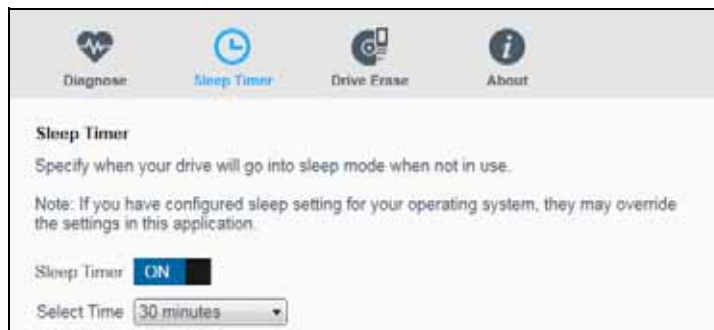 Diagnose
Sleep Timer
Drive Erase
About
Sleep Timer
Specify when your drive will go into sleep mode when not in use.
Note: If you have configured sleep setting for your operating system, they may override
the settings in this application.
Sleep Timer ON
Select Time 30 minutes